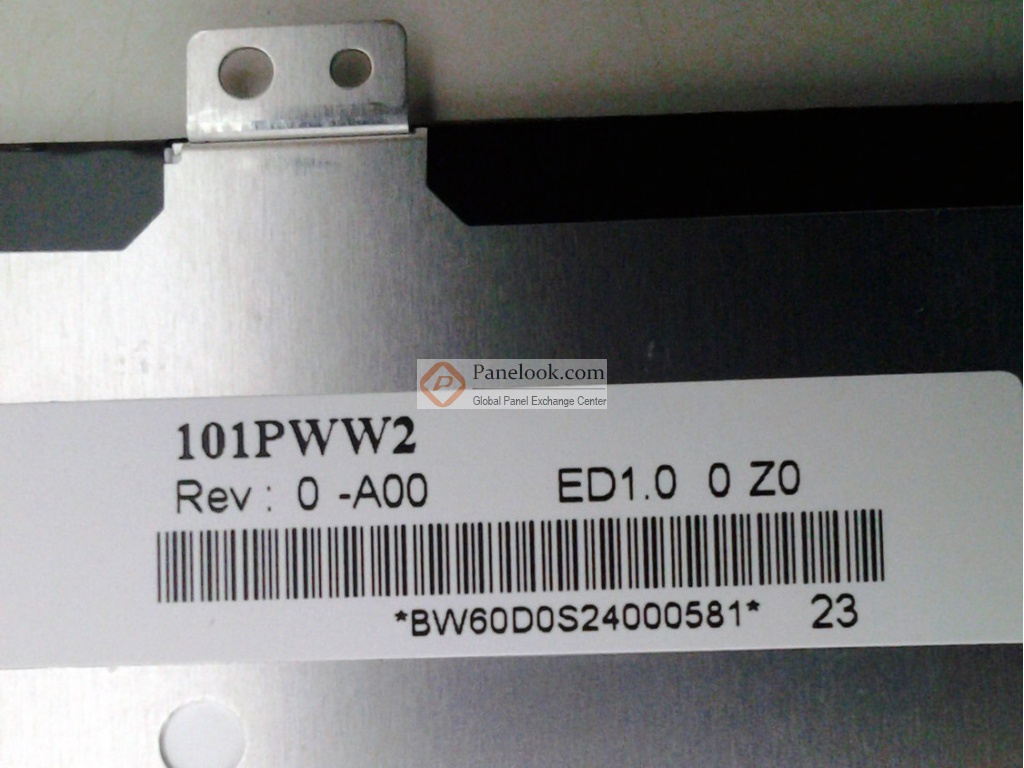 Panelook.com
Global Panel Exchange Center
101PWW2
Rev : 0 -A00 ED1.0 0 Z0
*BW60D0S24000581* 23